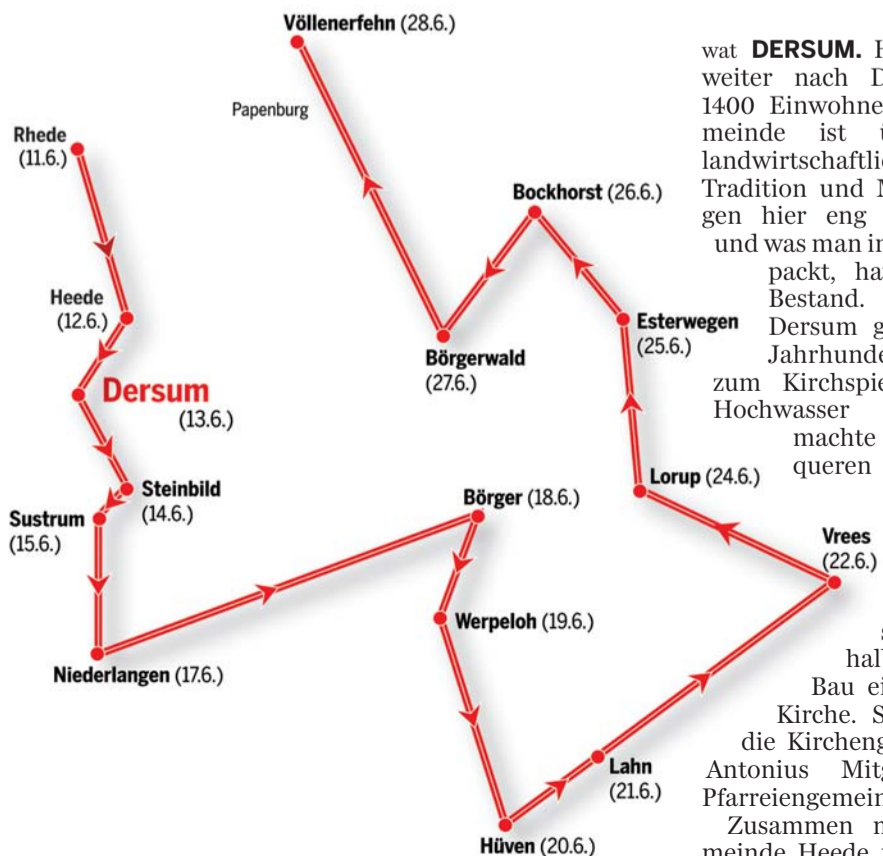 Völlenerfehn (28.6.)
Papenburg
Rhede
(11.6.)
Bockhorst (26.6.)
Heede
(12.6.)
Esterwegen
(25.6.)
Börgerwald
(27.6.)
Dersum
(13.6.)
Steinbild
(14.6.)
Sustrum
(15.6.)
Börger (18.6.)
Lorup (24.6.)
Vrees
(22.6.)
Werpeloh (19.6.)
Niederlangen (17.6.)
Lahn
(21.6.)
Hüven (20.6.)
wat DERSUM. H
weiter nach D
1400 Einwohne
meinde ist ü
landwirtschaftlic
Tradition und M
gen hier eng
und was man in
packt, ha
Bestand.
Dersum g
Jahrhunde
zum Kirchspie
Hochwasser
machte
queren
s
halb
Bau ei
Kirche. S
die Kircheng
Antonius Mitg
Pfarreiengemein
Zusammen m
meinde Heede